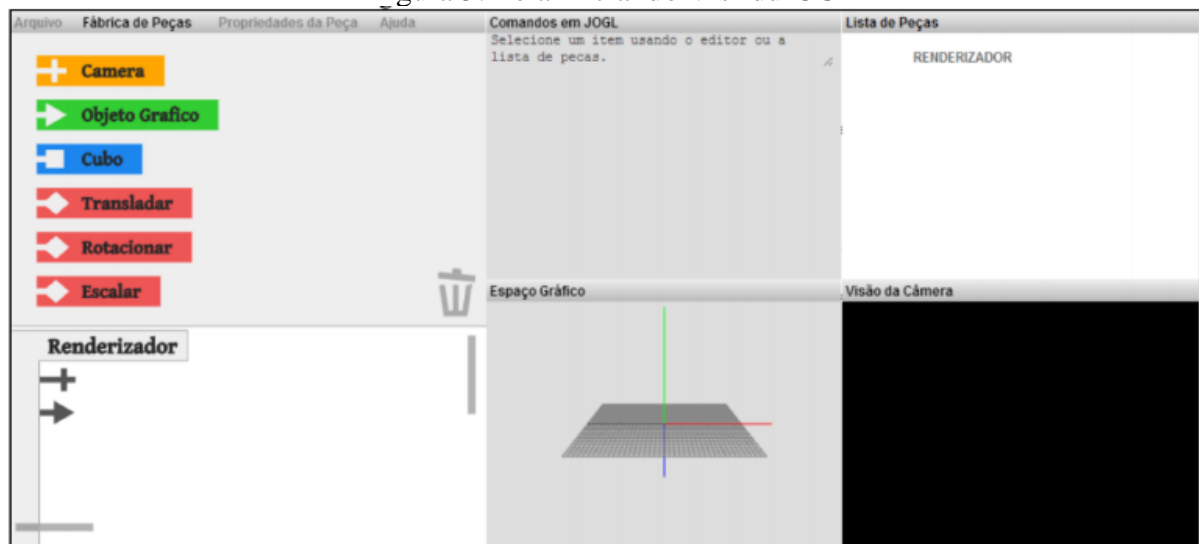 Arquivo Fábrica de Peças Propriedades da Peça Ajuda
Camera
Objeto Grafico
Cubo
Transladar
Rotacionar
Escalar
Renderizador
Comandos em JOGL
Selecione um item usando o editor ou a
lista de pecas.
Lista de Peças
RENDERIZADOR
Espaço Gráfico
Visão da Câmera